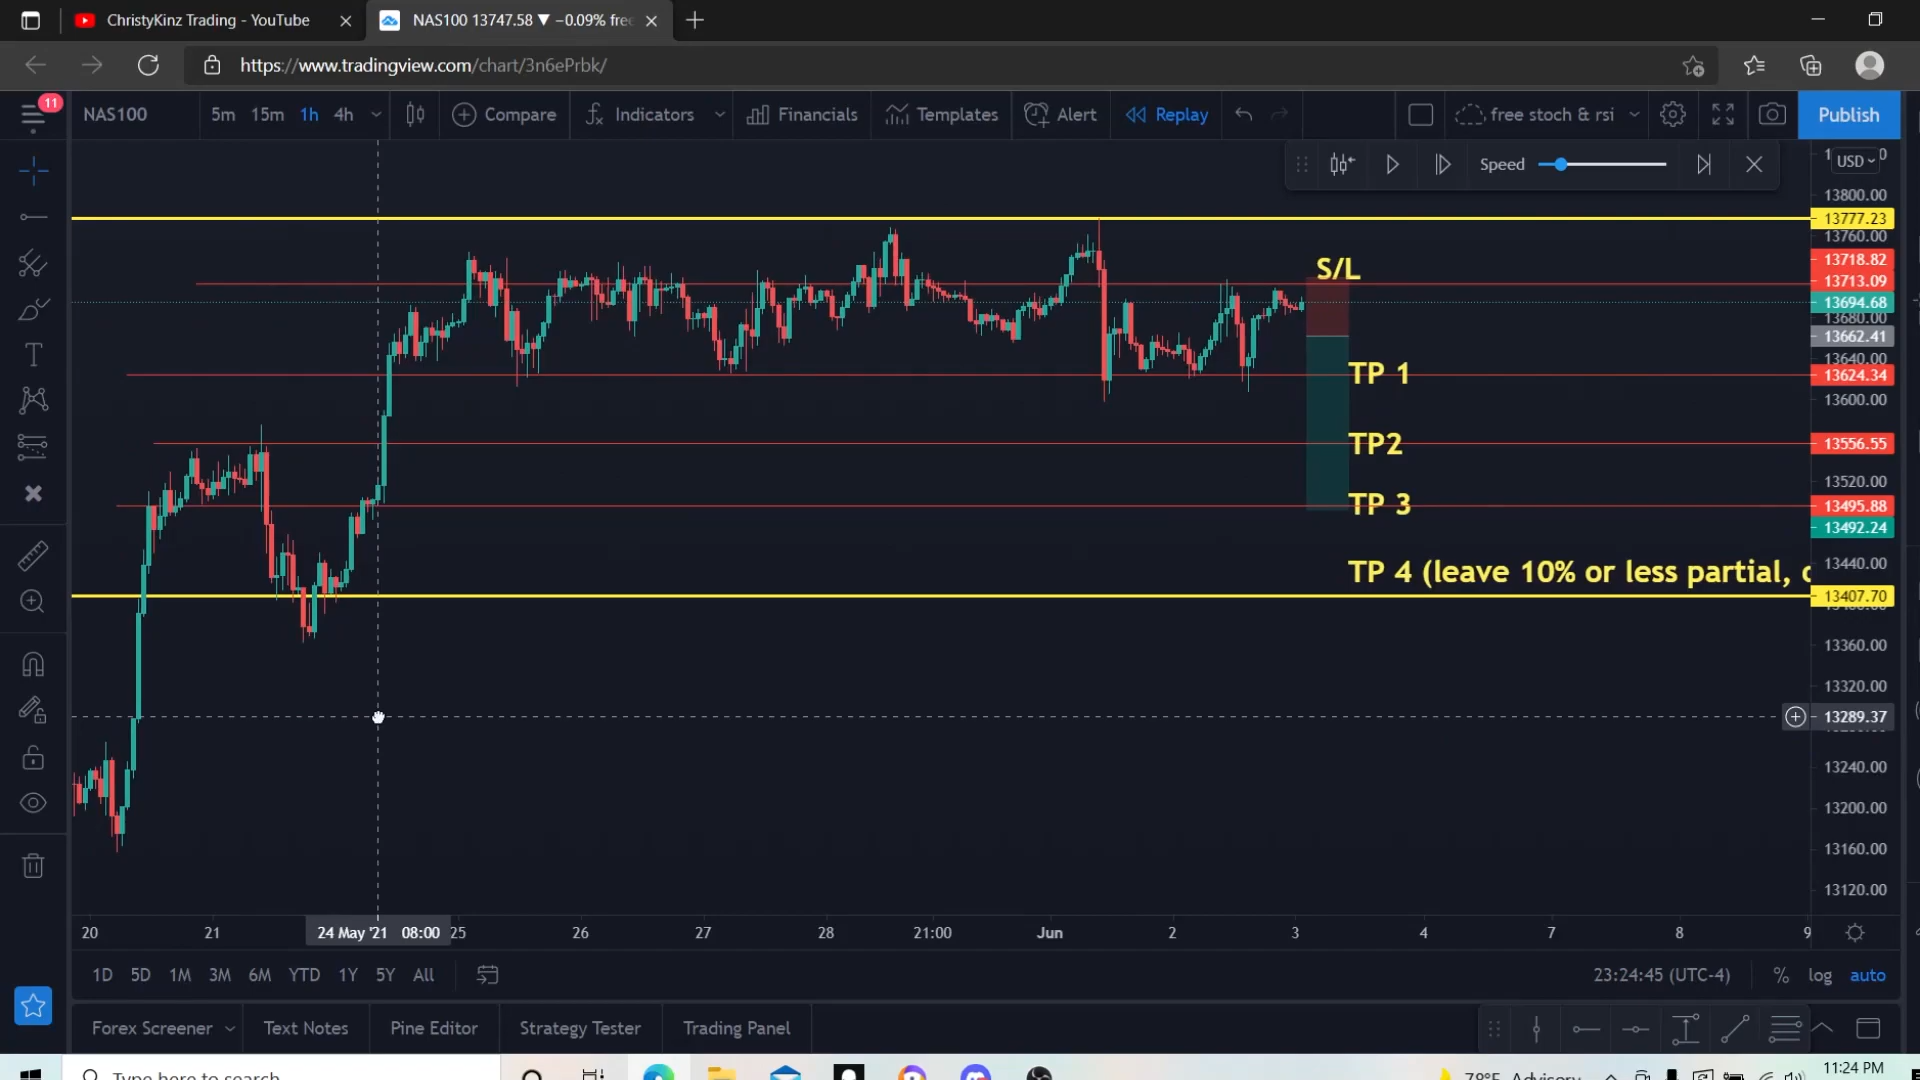 ChristyKinz Trading - YouTube
NAS100 13747.58 ▼ −0.09% free
https://www.tradingview.com/chart/3n6ePrbk/
11
NAS100
5m 15m 1h 4h
Compare
Indicators
Financials
Templates
Alert
Replay
free stoch & rsi
Publish
Speed
USD
13800.00
13777.23
13760.00
13718.82
13713.09
13694.68
13680.00
13662.41
13640.00
13624.34
13600.00
13556.55
13520.00
13495.88
13492.24
13440.00
13407.70
13360.00
13320.00
13289.37
13240.00
13200.00
13160.00
13120.00
S/L
TP 1
TP2
TP 3
TP 4 (leave 10% or less partial,
20 21 24 May '21 08:00 25 26 27 28 21:00 Jun 2 3 4 7 8 9
1D 5D 1M 3M 6M YTD 1Y 5Y All
23:24:45 (UTC-4)
% log auto
Forex Screener
Text Notes
Pine Editor
Strategy Tester
Trading Panel
Type here to search
78°F Advisory
11:24 PM